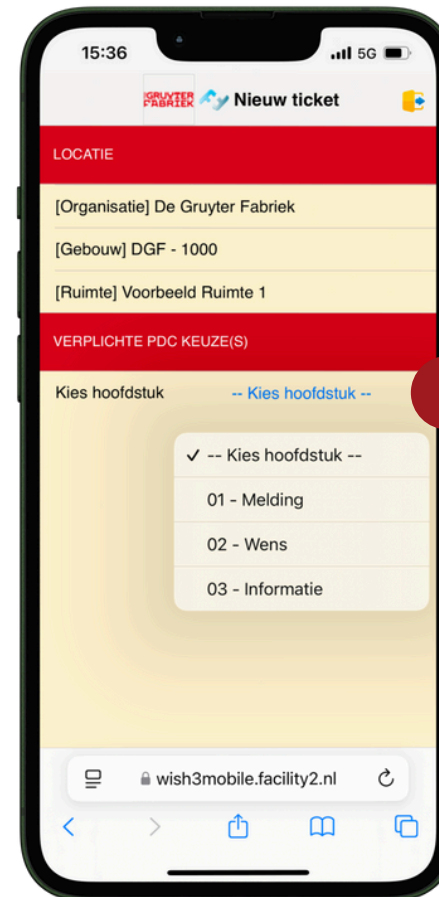 15:36
5G
DE GRUYTER
FABRIEK
Nieuw ticket
LOCATIE
[Organisatie] De Gruyter Fabriek
[Gebouw] DGF - 1000
[Ruimte] Voorbeeld Ruimte 1
VERPLICHTE PDC KEUZE(S)
Kies hoofdstuk
-- Kies hoofdstuk --
✓ -- Kies hoofdstuk --
01 - Melding
02 - Wens
03 - Informatie
wish3mobile.facility2.nl